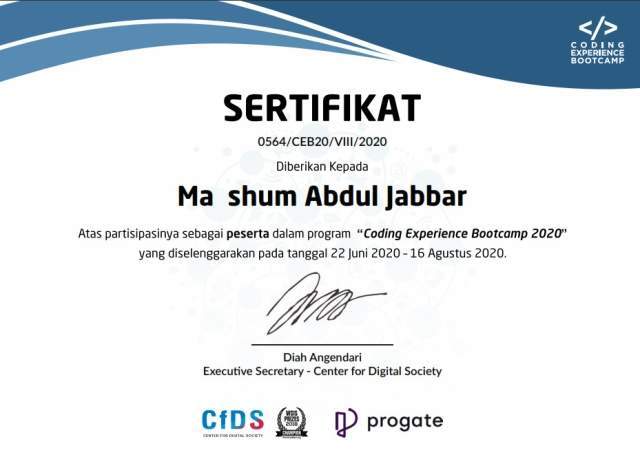 </>
CODING
EXPERIENCE
BOOTCAMP
SERTIFIKAT
0564/CEB20/VIII/2020
Diberikan Kepada
Ma shum Abdul Jabbar
Atas partisipasinya sebagai peserta dalam program “Coding Experience Bootcamp 2020”
yang diselenggarakan pada tanggal 22 Juni 2020 - 16 Agustus 2020.
Diah Angendari
Executive Secretary - Center for Digital Society
CfDS
CENTER FOR DIGITAL SOCIETY
WSIS
PRIZES
2018
CHAMPION
progate